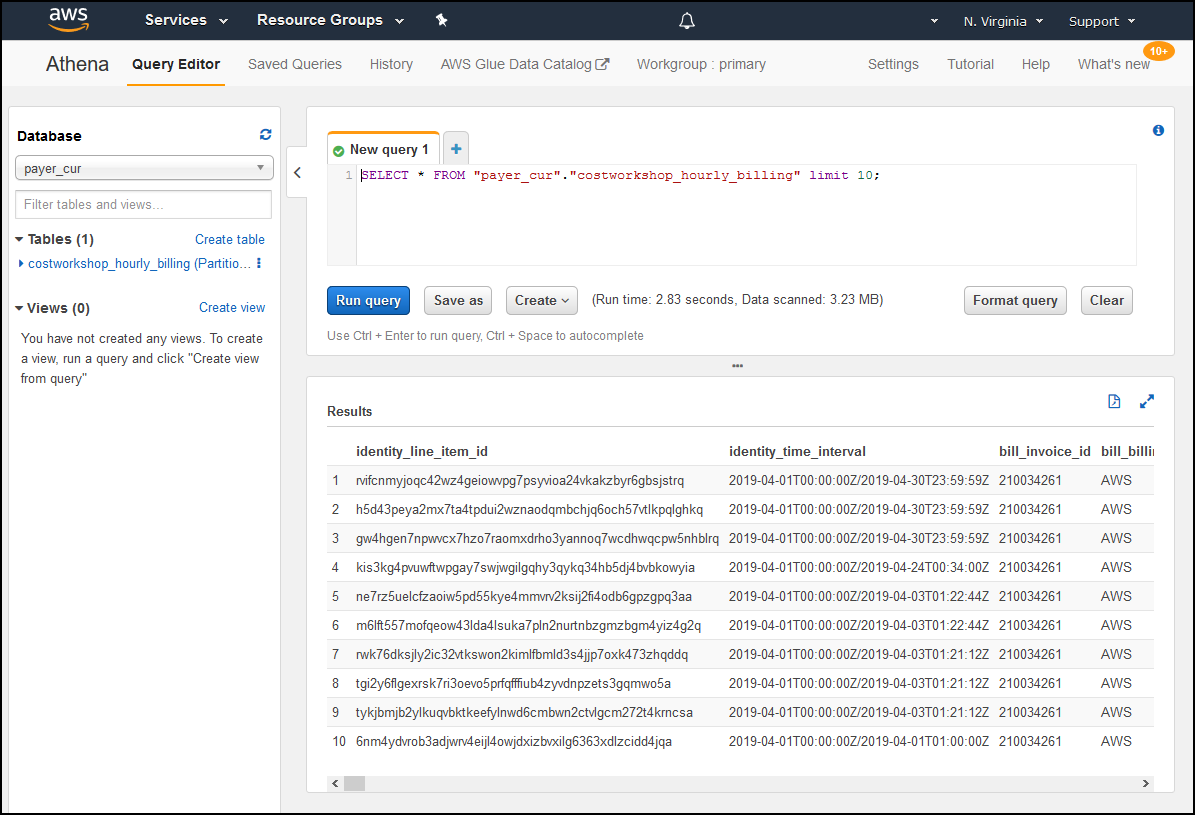 aws Services Resource Groups N. Virginia Support
Athena Query Editor Saved Queries History AWS Glue Data Catalog Workgroup : primary Settings Tutorial Help What's new 10+
Database
payer_cur
Filter tables and views...
Tables (1) Create table
costworkshop_hourly_billing (Partitio...
Views (0) Create view
You have not created any views. To create
a view, run a query and click "Create view
from query"
New query 1
1 SELECT * FROM "payer_cur"."costworkshop_hourly_billing" limit 10;
Run query Save as Create (Run time: 2.83 seconds, Data scanned: 3.23 MB) Format query Clear
Use Ctrl + Enter to run query, Ctrl + Space to autocomplete
Results
identity_line_item_id identity_time_interval bill_invoice_id bill_billin
1 rvifcnmyjoqc42wz4geiowvpg7psyvioa24vkakzbyr6gbsjstrq 2019-04-01T00:00:00Z/2019-04-30T23:59:59Z 210034261 AWS
2 h5d43peya2mx7ta4tpdui2wznaodqmbchjq6och57vtlkpqlghkq 2019-04-01T00:00:00Z/2019-04-30T23:59:59Z 210034261 AWS
3 gw4hgen7npwvcx7hzo7raomxdrho3yannoq7wcdhwqcpw5nhblrq 2019-04-01T00:00:00Z/2019-04-30T23:59:59Z 210034261 AWS
4 kis3kg4pvuwftwpgay7swjwgilgqhy3qykq34hb5dj4bvbkowyia 2019-04-01T00:00:00Z/2019-04-24T00:34:00Z 210034261 AWS
5 ne7rz5uelcfzaoiw5pd55kye4mmvrv2ksij2fi4odb6gpzgpq3aa 2019-04-01T00:00:00Z/2019-04-03T01:22:44Z 210034261 AWS
6 m6lft557mofqeow43lda4lsuka7pln2nurtnbzgmzbgm4yiz4g2q 2019-04-01T00:00:00Z/2019-04-03T01:22:44Z 210034261 AWS
7 rwk76dksjly2ic32vtkswon2kimlfbmld3s4jjp7oxk473zhqddq 2019-04-01T00:00:00Z/2019-04-03T01:21:12Z 210034261 AWS
8 tgi2y6flgexrsk7ri3oevo5prfqfffiub4zyvdnpzets3gqmwo5a 2019-04-01T00:00:00Z/2019-04-03T01:21:12Z 210034261 AWS
9 tykjbmjb2ylkuqvbktkeefylnwd6cmbwn2ctvlgcm272t4krncsa 2019-04-01T00:00:00Z/2019-04-03T01:21:12Z 210034261 AWS
10 6nm4ydvrob3adjwrv4eijl4owjdxizbvxilg6363xdlzcidd4jqa 2019-04-01T00:00:00Z/2019-04-01T01:00:00Z 210034261 AWS